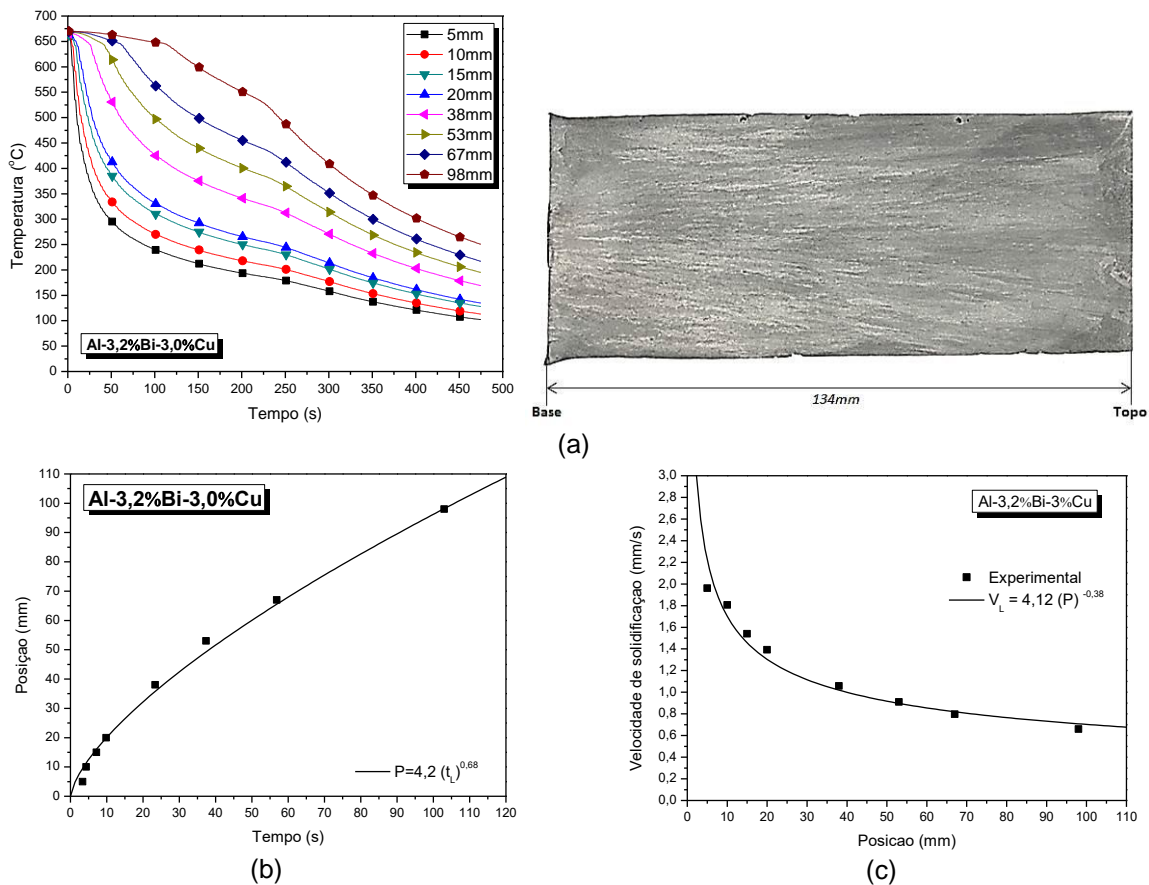 700
650
600
550
500
450
400
350
300
250
200
150
100
50
0
Temperatura (°C)
5mm
10mm
15mm
20mm
38mm
53mm
67mm
98mm
Al-3,2%Bi-3,0%Cu
0 50 100 150 200 250 300 350 400 450 500
Tempo (s)
134mm
Base Topo
(a)
110
100
90
80
70
60
50
40
30
20
10
0
Posiçao (mm)
Al-3,2%Bi-3,0%Cu
P=4,2 (t_L)^0,68
0 10 20 30 40 50 60 70 80 90 100 110 120
Tempo (s)
(b)
3,0
2,8
2,6
2,4
2,2
2,0
1,8
1,6
1,4
1,2
1,0
0,8
0,6
0,4
0,2
0,0
Velocidade de solidificaçao (mm/s)
Al-3,2%Bi-3%Cu
Experimental
V_L = 4,12 (P)^-0,38
0 10 20 30 40 50 60 70 80 90 100 110
Posicao (mm)
(c)